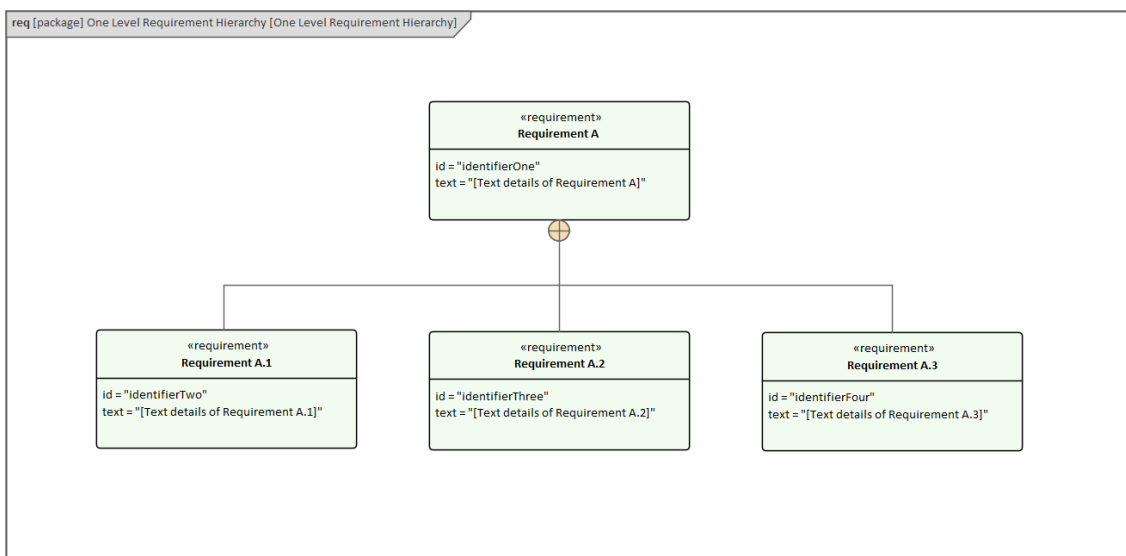 req [package] One Level Requirement Hierarchy [One Level Requirement Hierarchy]
«requirement»
Requirement A
id = "identifierOne"
text = "[Text details of Requirement A]"
«requirement»
Requirement A.1
id = "identifierTwo"
text = "[Text details of Requirement A.1]"
«requirement»
Requirement A.2
id = "identifierThree"
text = "[Text details of Requirement A.2]"
«requirement»
Requirement A.3
id = "identifierFour"
text = "[Text details of Requirement A.3]"